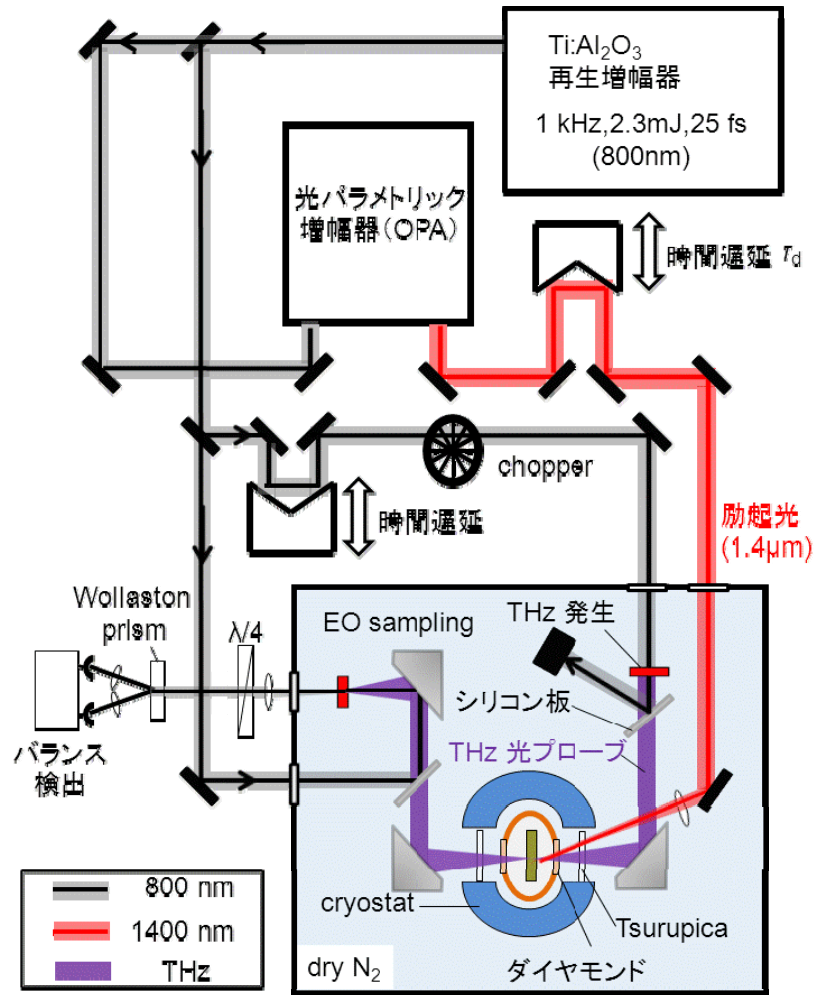 Ti:Al2O3
再生増幅器
1 kHz,2.3mJ,25 fs
(800nm)
光パラメトリック
増幅器(OPA)
時間遅延 τd
chopper
時間遅延
励起光
(1.4μm)
Wollaston
prism
λ/4
EO sampling
THz 発生
シリコン板
THz 光プローブ
バランス
検出
cryostat
Tsurupica
ダイヤモンド
dry N2
800 nm
1400 nm
THz